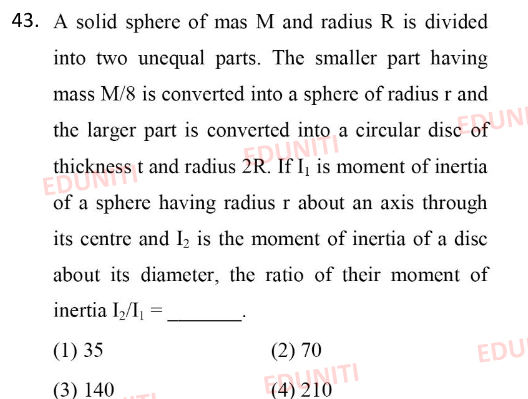 43. A solid sphere of mas M and radius R is divided
into two unequal parts. The smaller part having
mass M/8 is converted into a sphere of radius r and
the larger part is converted into a circular disc of
thickness t and radius 2R. If I₁ is moment of inertia
of a sphere having radius r about an axis through
its centre and I₂ is the moment of inertia of a disc
about its diameter, the ratio of their moment of
inertia I₂/I₁ = ________.
(1) 35 (2) 70
(3) 140 (4) 210
EDUNI
EDUNITI
EDUNITI
EDU
EDUNITI
ITI